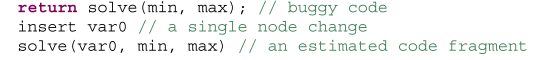 return solve(min, max); // buggy code
insert var0 // a single node change
solve(var0, min, max) // an estimated code fragment